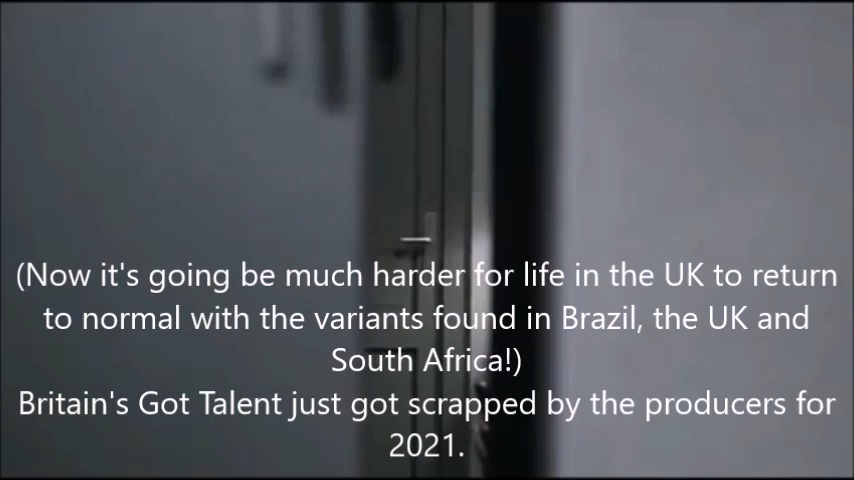 (Now it's going be much harder for life in the UK to return
to normal with the variants found in Brazil, the UK and
South Africa!)
Britain's Got Talent just got scrapped by the producers for
2021.